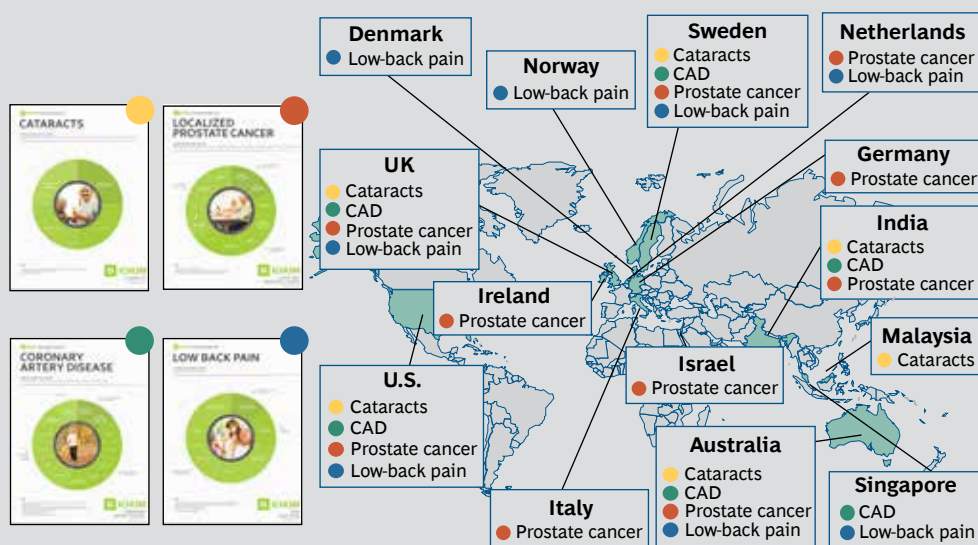 CATARACTS
LOCALIZED
PROSTATE CANCER
CORONARY
ARTERY DISEASE
LOW BACK PAIN
Denmark
Low-back pain
Norway
Low-back pain
Sweden
Cataracts
CAD
Prostate cancer
Low-back pain
Netherlands
Prostate cancer
Low-back pain
UK
Cataracts
CAD
Prostate cancer
Low-back pain
Germany
Prostate cancer
India
Cataracts
CAD
Prostate cancer
Ireland
Prostate cancer
Israel
Prostate cancer
Malaysia
Cataracts
U.S.
Cataracts
CAD
Prostate cancer
Low-back pain
Italy
Prostate cancer
Australia
Cataracts
CAD
Prostate cancer
Low-back pain
Singapore
CAD
Low-back pain